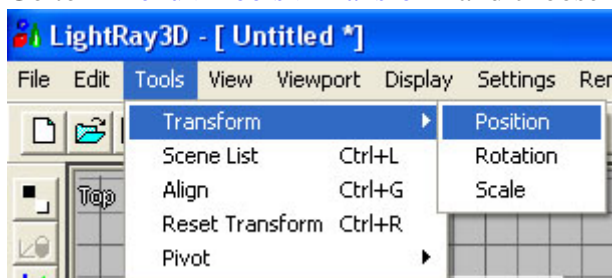 LightRay3D - [ Untitled *]
File Edit Tools View Viewport Display Settings
Transform Position
Scene List Ctrl+L Rotation
Align Ctrl+G Scale
Top
Reset Transform Ctrl+R
Pivot